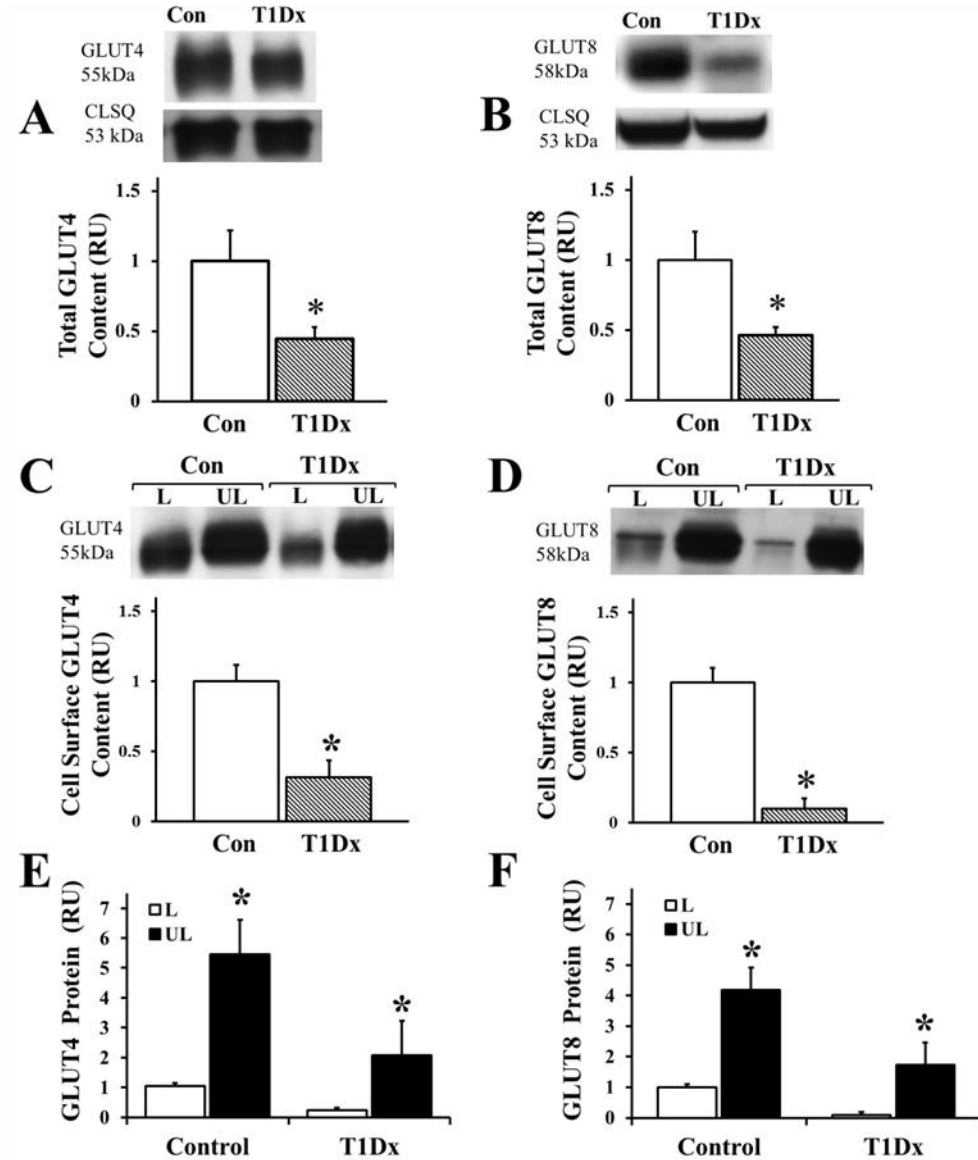 Con T1Dx
GLUT4
55kDa
CLSQ
53 kDa
A
Total GLUT4
Content (RU)
1.5
1
0.5
0
*
Con T1Dx
Con T1Dx
GLUT8
58kDa
CLSQ
53 kDa
B
Total GLUT8
Content (RU)
1.5
1
0.5
0
*
Con T1Dx
C
Con T1Dx
L UL L UL
GLUT4
55kDa
Cell Surface GLUT4
Content (RU)
1.5
1
0.5
0
*
Con T1Dx
D
Con T1Dx
L UL L UL
GLUT8
58kDa
Cell Surface GLUT8
Content (RU)
1.5
1
0.5
0
*
Con T1Dx
E
GLUT4 Protein (RU)
7
6
5
4
3
2
1
0
L
UL
*
*
Control T1Dx
F
GLUT8 Protein (RU)
7
6
5
4
3
2
1
0
L
UL
*
*
Control T1Dx